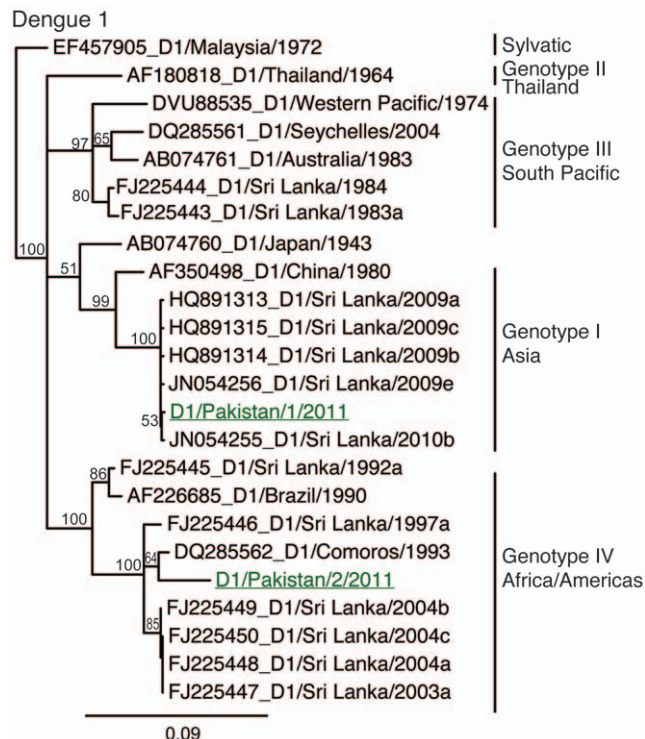 Dengue 1
EF457905_D1/Malaysia/1972
Sylvatic
AF180818_D1/Thailand/1964
Genotype II
Thailand
DVU88535_D1/Western Pacific/1974
97
65
DQ285561_D1/Seychelles/2004
AB074761_D1/Australia/1983
Genotype III
South Pacific
80
FJ225444_D1/Sri Lanka/1984
FJ225443_D1/Sri Lanka/1983a
100
AB074760_D1/Japan/1943
51
AF350498_D1/China/1980
99
HQ891313_D1/Sri Lanka/2009a
HQ891315_D1/Sri Lanka/2009c
100
HQ891314_D1/Sri Lanka/2009b
Genotype I
Asia
JN054256_D1/Sri Lanka/2009e
D1/Pakistan/1/2011
53
JN054255_D1/Sri Lanka/2010b
86
FJ225445_D1/Sri Lanka/1992a
AF226685_D1/Brazil/1990
100
FJ225446_D1/Sri Lanka/1997a
100
64
DQ285562_D1/Comoros/1993
D1/Pakistan/2/2011
Genotype IV
Africa/Americas
85
FJ225449_D1/Sri Lanka/2004b
FJ225450_D1/Sri Lanka/2004c
FJ225448_D1/Sri Lanka/2004a
FJ225447_D1/Sri Lanka/2003a
0.09